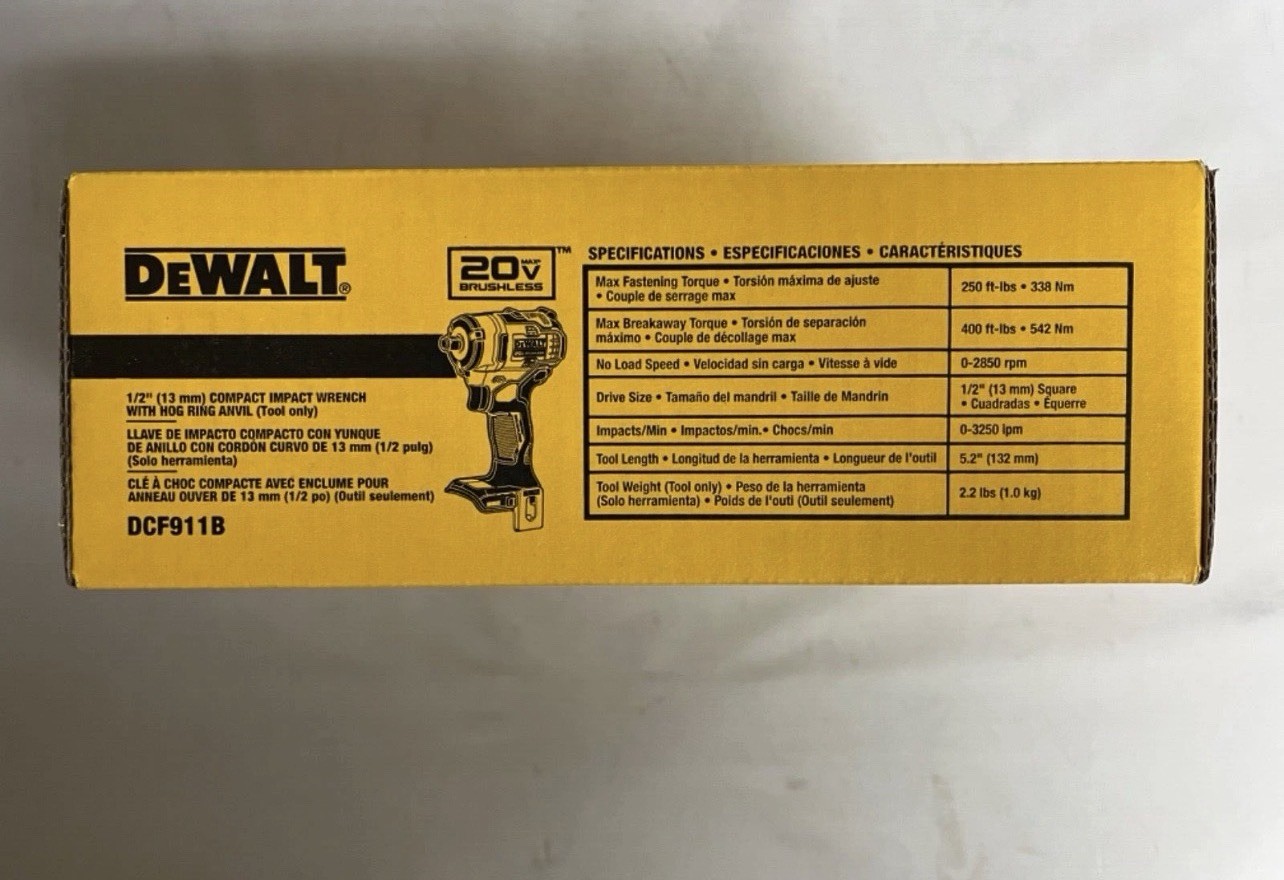 DEWALT®
20V MAX* TM
BRUSHLESS
1/2" (13 mm) COMPACT IMPACT WRENCH
WITH HOG RING ANVIL (Tool only)
LLAVE DE IMPACTO COMPACTO CON YUNQUE
DE ANILLO CON CORDÓN CURVO DE 13 mm (1/2 pulg)
(Solo herramienta)
CLÉ À CHOC COMPACTE AVEC ENCLUME POUR
ANNEAU OUVER DE 13 mm (1/2 po) (Outil seulement)
DCF911B
SPECIFICATIONS • ESPECIFICACIONES • CARACTÉRISTIQUES
Max Fastening Torque • Torsión máxima de ajuste
• Couple de serrage max
250 ft-lbs • 338 Nm
Max Breakaway Torque • Torsión de separación
máximo • Couple de décollage max
400 ft-lbs • 542 Nm
No Load Speed • Velocidad sin carga • Vitesse à vide
0-2850 rpm
Drive Size • Tamaño del mandril • Taille de Mandrin
1/2" (13 mm) Square
• Cuadradas • Équerre
Impacts/Min • Impactos/min.• Chocs/min
0-3250 ipm
Tool Length • Longitud de la herramienta • Longueur de l'outil
5.2" (132 mm)
Tool Weight (Tool only) • Peso de la herramienta
(Solo herramienta) • Poids de l'outi (Outil seulement)
2.2 lbs (1.0 kg)